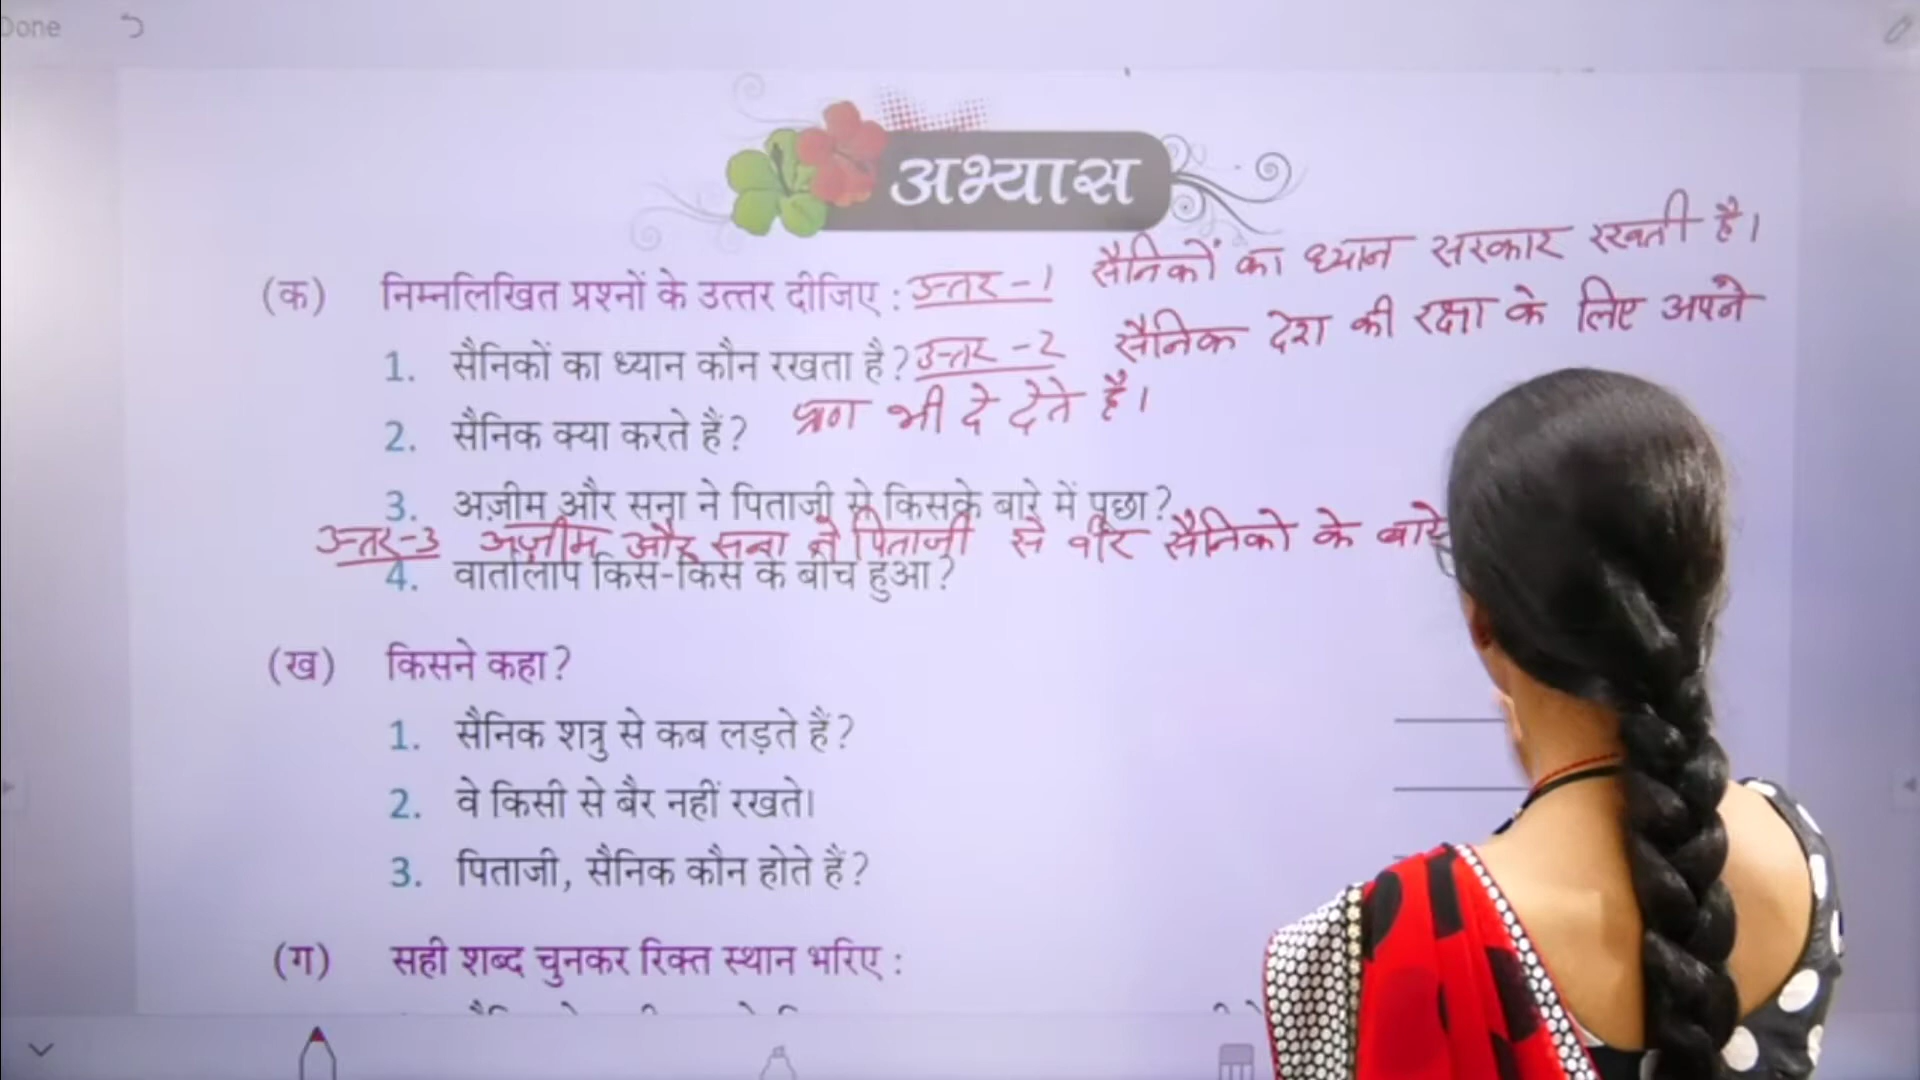 Done
अभ्यास
(क) निम्नलिखित प्रश्नों के उत्तर दीजिए : उत्तर-1 सैनिकों का ध्यान सरकार रखती है।
1. सैनिकों का ध्यान कौन रखता है? उत्तर-2 सैनिक देश की रक्षा के लिए अपने
प्राण भी दे देते है।
2. सैनिक क्या करते हैं?
3. अज़ीम और सना ने पिताजी से किसके बारे में पूछा?
उत्तर-3 अज़ीम और सना ने पिताजी से वीर सैनिको के बारे
4. वार्तालाप किस-किस के बीच हुआ?
(ख) किसने कहा?
1. सैनिक शत्रु से कब लड़ते हैं?
2. वे किसी से बैर नहीं रखते।
3. पिताजी, सैनिक कौन होते हैं?
(ग) सही शब्द चुनकर रिक्त स्थान भरिए :